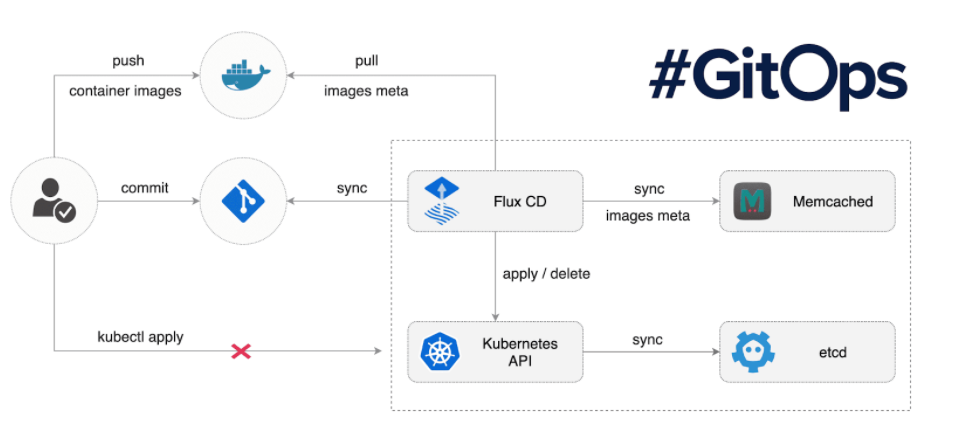 #GitOps
push
container images
pull
images meta
commit
sync
Flux CD
sync
images meta
Memcached
apply / delete
kubectl apply
Kubernetes
API
sync
etcd